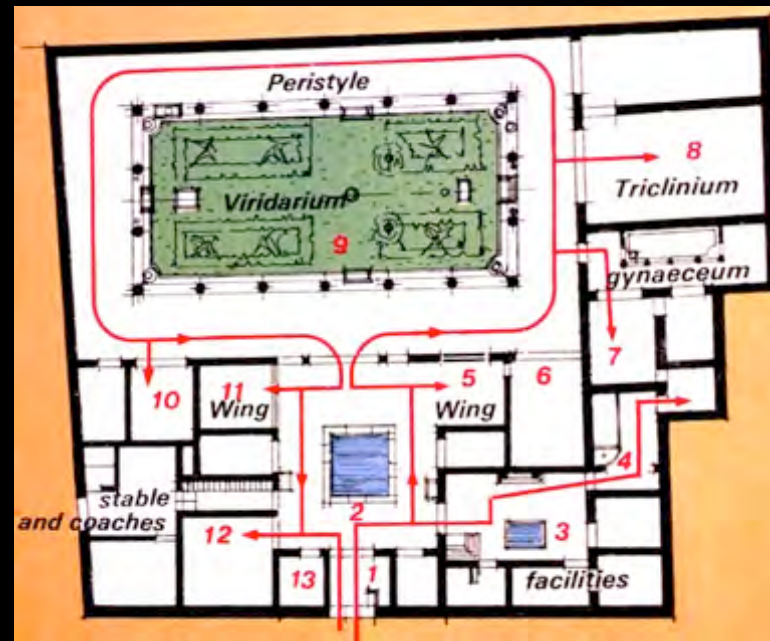 Peristyle
8
Triclinium
Viridarium
9
gynaeceum
7
10
11
Wing
5
Wing
6
stable
and coaches
4
2
3
12
13
1
facilities